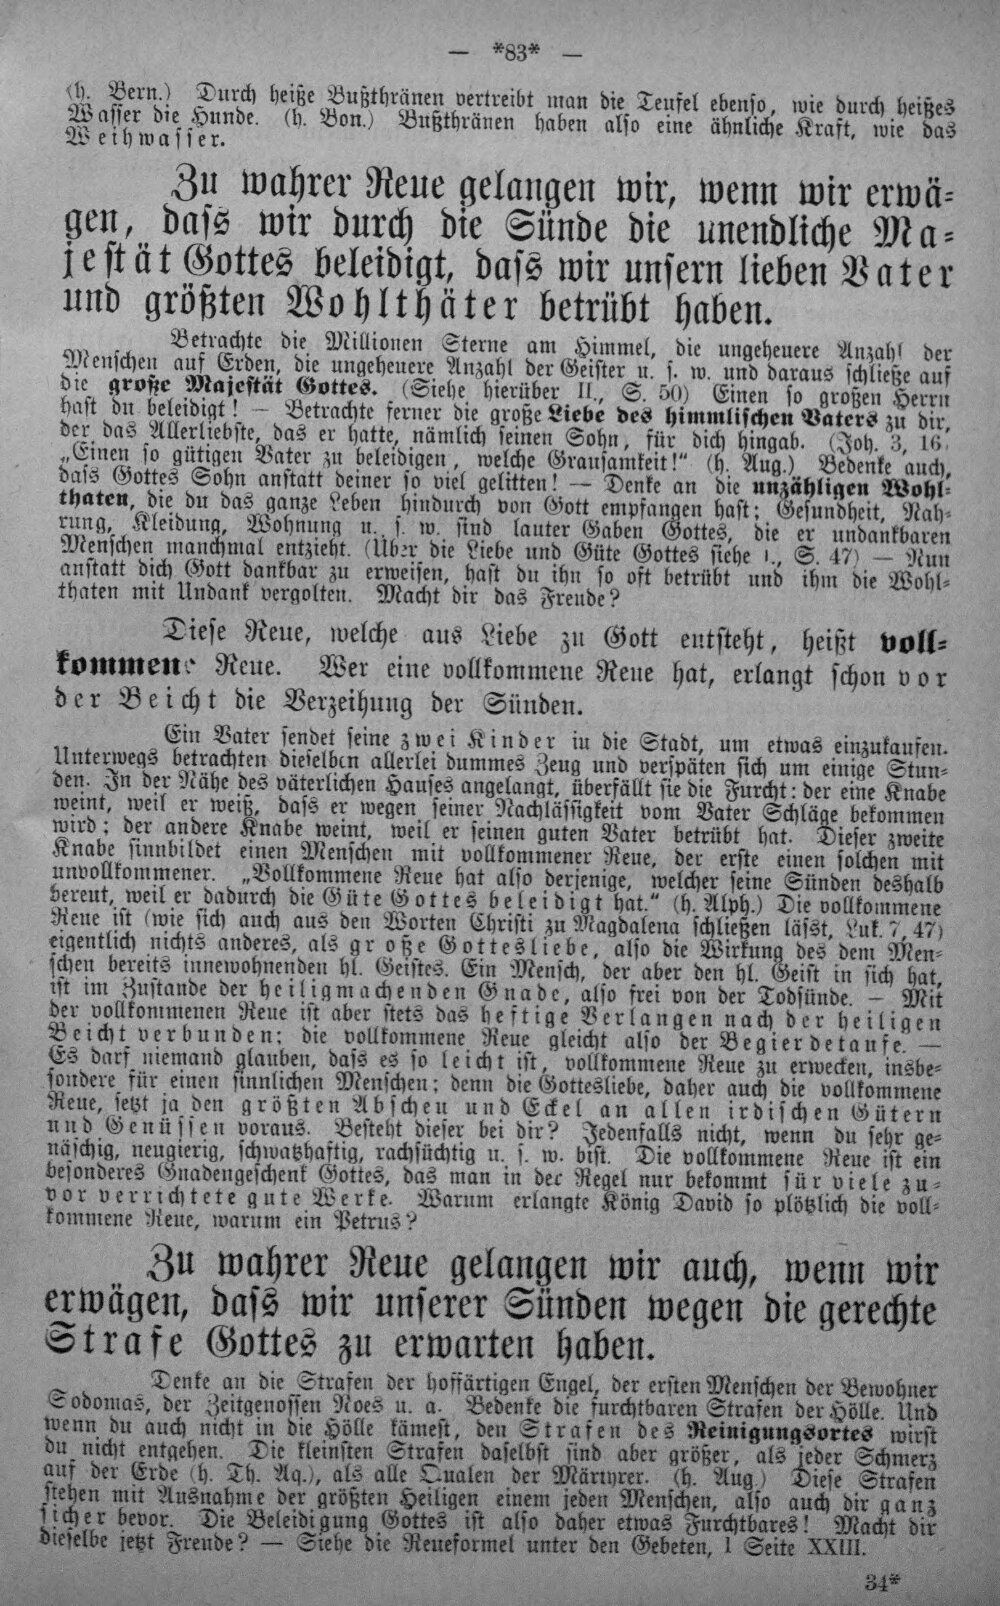 — *83* —
(h. Bern.) Durch heiße Bußthränen vertreibt man die Teufel ebenso, wie durch heißes
Wasser die Hunde. (h. Bon.) Bußthränen haben also eine ähnliche Kraft, wie das
Weihwasser.
Zu wahrer Reue gelangen wir, wenn wir erwä-
gen, dass wir durch die Sünde die unendliche Ma-
jestät Gottes beleidigt, dass wir unsern lieben Vater
und größten Wohlthäter betrübt haben.
Betrachte die Millionen Sterne am Himmel, die ungeheuere Anzahl der
Menschen auf Erden, die ungeheuere Anzahl der Geister u. s. w. und daraus schließe auf
die große Majestät Gottes. (Siehe hierüber II., S. 50) Einen so großen Herrn
hast du beleidigt! — Betrachte ferner die große Liebe des himmlischen Vaters zu dir,
der das Allerliebste, das er hatte, nämlich seinen Sohn, für dich hingab. (Joh. 3, 16)
„Einen so gütigen Vater zu beleidigen, welche Grausamkeit!“ (h. Aug.) Bedenke auch,
dass Gottes Sohn anstatt deiner so viel gelitten! — Denke an die unzähligen Wohl-
thaten, die du das ganze Leben hindurch von Gott empfangen hast; Gesundheit, Nah-
rung, Kleidung, Wohnung u. s. w. sind lauter Gaben Gottes, die er undankbaren
Menschen manchmal entzieht. (Über die Liebe und Güte Gottes siehe I., S. 47) — Nun
anstatt dich Gott dankbar zu erweisen, hast du ihn so oft betrübt und ihm die Wohl-
thaten mit Undank vergolten. Macht dir das Freude?
Diese Reue, welche aus Liebe zu Gott entsteht, heißt voll-
kommene Reue. Wer eine vollkommene Reue hat, erlangt schon vor
der Beicht die Verzeihung der Sünden.
Ein Vater sendet seine zwei Kinder in die Stadt, um etwas einzukaufen.
Unterwegs betrachten dieselben allerlei dummes Zeug und verspäten sich um einige Stun-
den. In der Nähe des väterlichen Hauses angelangt, überfällt sie die Furcht: der eine Knabe
weint, weil er weiß, dass er wegen seiner Nachlässigkeit vom Vater Schläge bekommen
wird; der andere Knabe weint, weil er seinen guten Vater betrübt hat. Dieser zweite
Knabe sinnbildet einen Menschen mit vollkommener Reue, der erste einen solchen mit
unvollkommener. „Vollkommene Reue hat also derjenige, welcher seine Sünden deshalb
bereut, weil er dadurch die Güte Gottes beleidigt hat.“ (h. Alph.) Die vollkommene
Reue ist (wie sich auch aus den Worten Christi zu Magdalena schließen lässt, Luk. 7, 47)
eigentlich nichts anderes, als große Gottesliebe, also die Wirkung des dem Men-
schen bereits innewohnenden hl. Geistes. Ein Mensch, der aber den hl. Geist in sich hat,
ist im Zustande der heiligmachenden Gnade, also frei von der Todsünde. — Mit
der vollkommenen Reue ist aber stets das heftige Verlangen nach der heiligen
Beicht verbunden; die vollkommene Reue gleicht also der Begierdetaufe. —
Es darf niemand glauben, dass es so leicht ist, vollkommene Reue zu erwecken, insbe-
sondere für einen sinnlichen Menschen; denn die Gottesliebe, daher auch die vollkommene
Reue, setzt ja den größten Abscheu und Eckel an allen irdischen Gütern
und Genüssen voraus. Besteht dieser bei dir? Jedenfalls nicht, wenn du sehr ge-
näschig, neugierig, schwatzhaftig, rachsüchtig u. s. w. bist. Die vollkommene Reue ist ein
besonderes Gnadengeschenk Gottes, das man in der Regel nur bekommt für viele zu-
vor verrichtete gute Werke. Warum erlangte König David so plötzlich die voll-
kommene Reue, warum ein Petrus?
Zu wahrer Reue gelangen wir auch, wenn wir
erwägen, dass wir unserer Sünden wegen die gerechte
Strafe Gottes zu erwarten haben.
Denke an die Strafen der hoffärtigen Engel, der ersten Menschen der Bewohner
Sodomas, der Zeitgenossen Noes u. a. Bedenke die furchtbaren Strafen der Hölle. Und
wenn du auch nicht in die Hölle kämest, den Strafen des Reinigungsortes wirst
du nicht entgehen. Die kleinsten Strafen daselbst sind aber größer, als jeder Schmerz
auf der Erde (h. Th. Aq.), als alle Qualen der Märtyrer. (h. Aug.) Diese Strafen
stehen mit Ausnahme der größten Heiligen einem jeden Menschen, also auch dir ganz
sicher bevor. Die Beleidigung Gottes ist also daher etwas Furchtbares! Macht dir
dieselbe jetzt Freude? — Siehe die Reueformel unter den Gebeten, I Seite XXIII.
34*